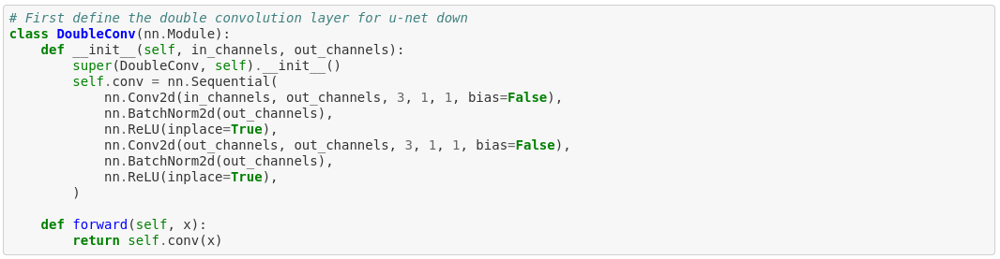 # First define the double convolution layer for u-net down
class DoubleConv(nn.Module):
    def __init__(self, in_channels, out_channels):
        super(DoubleConv, self).__init__()
        self.conv = nn.Sequential(
            nn.Conv2d(in_channels, out_channels, 3, 1, 1, bias=False),
            nn.BatchNorm2d(out_channels),
            nn.ReLU(inplace=True),
            nn.Conv2d(out_channels, out_channels, 3, 1, 1, bias=False),
            nn.BatchNorm2d(out_channels),
            nn.ReLU(inplace=True),
        )

    def forward(self, x):
        return self.conv(x)